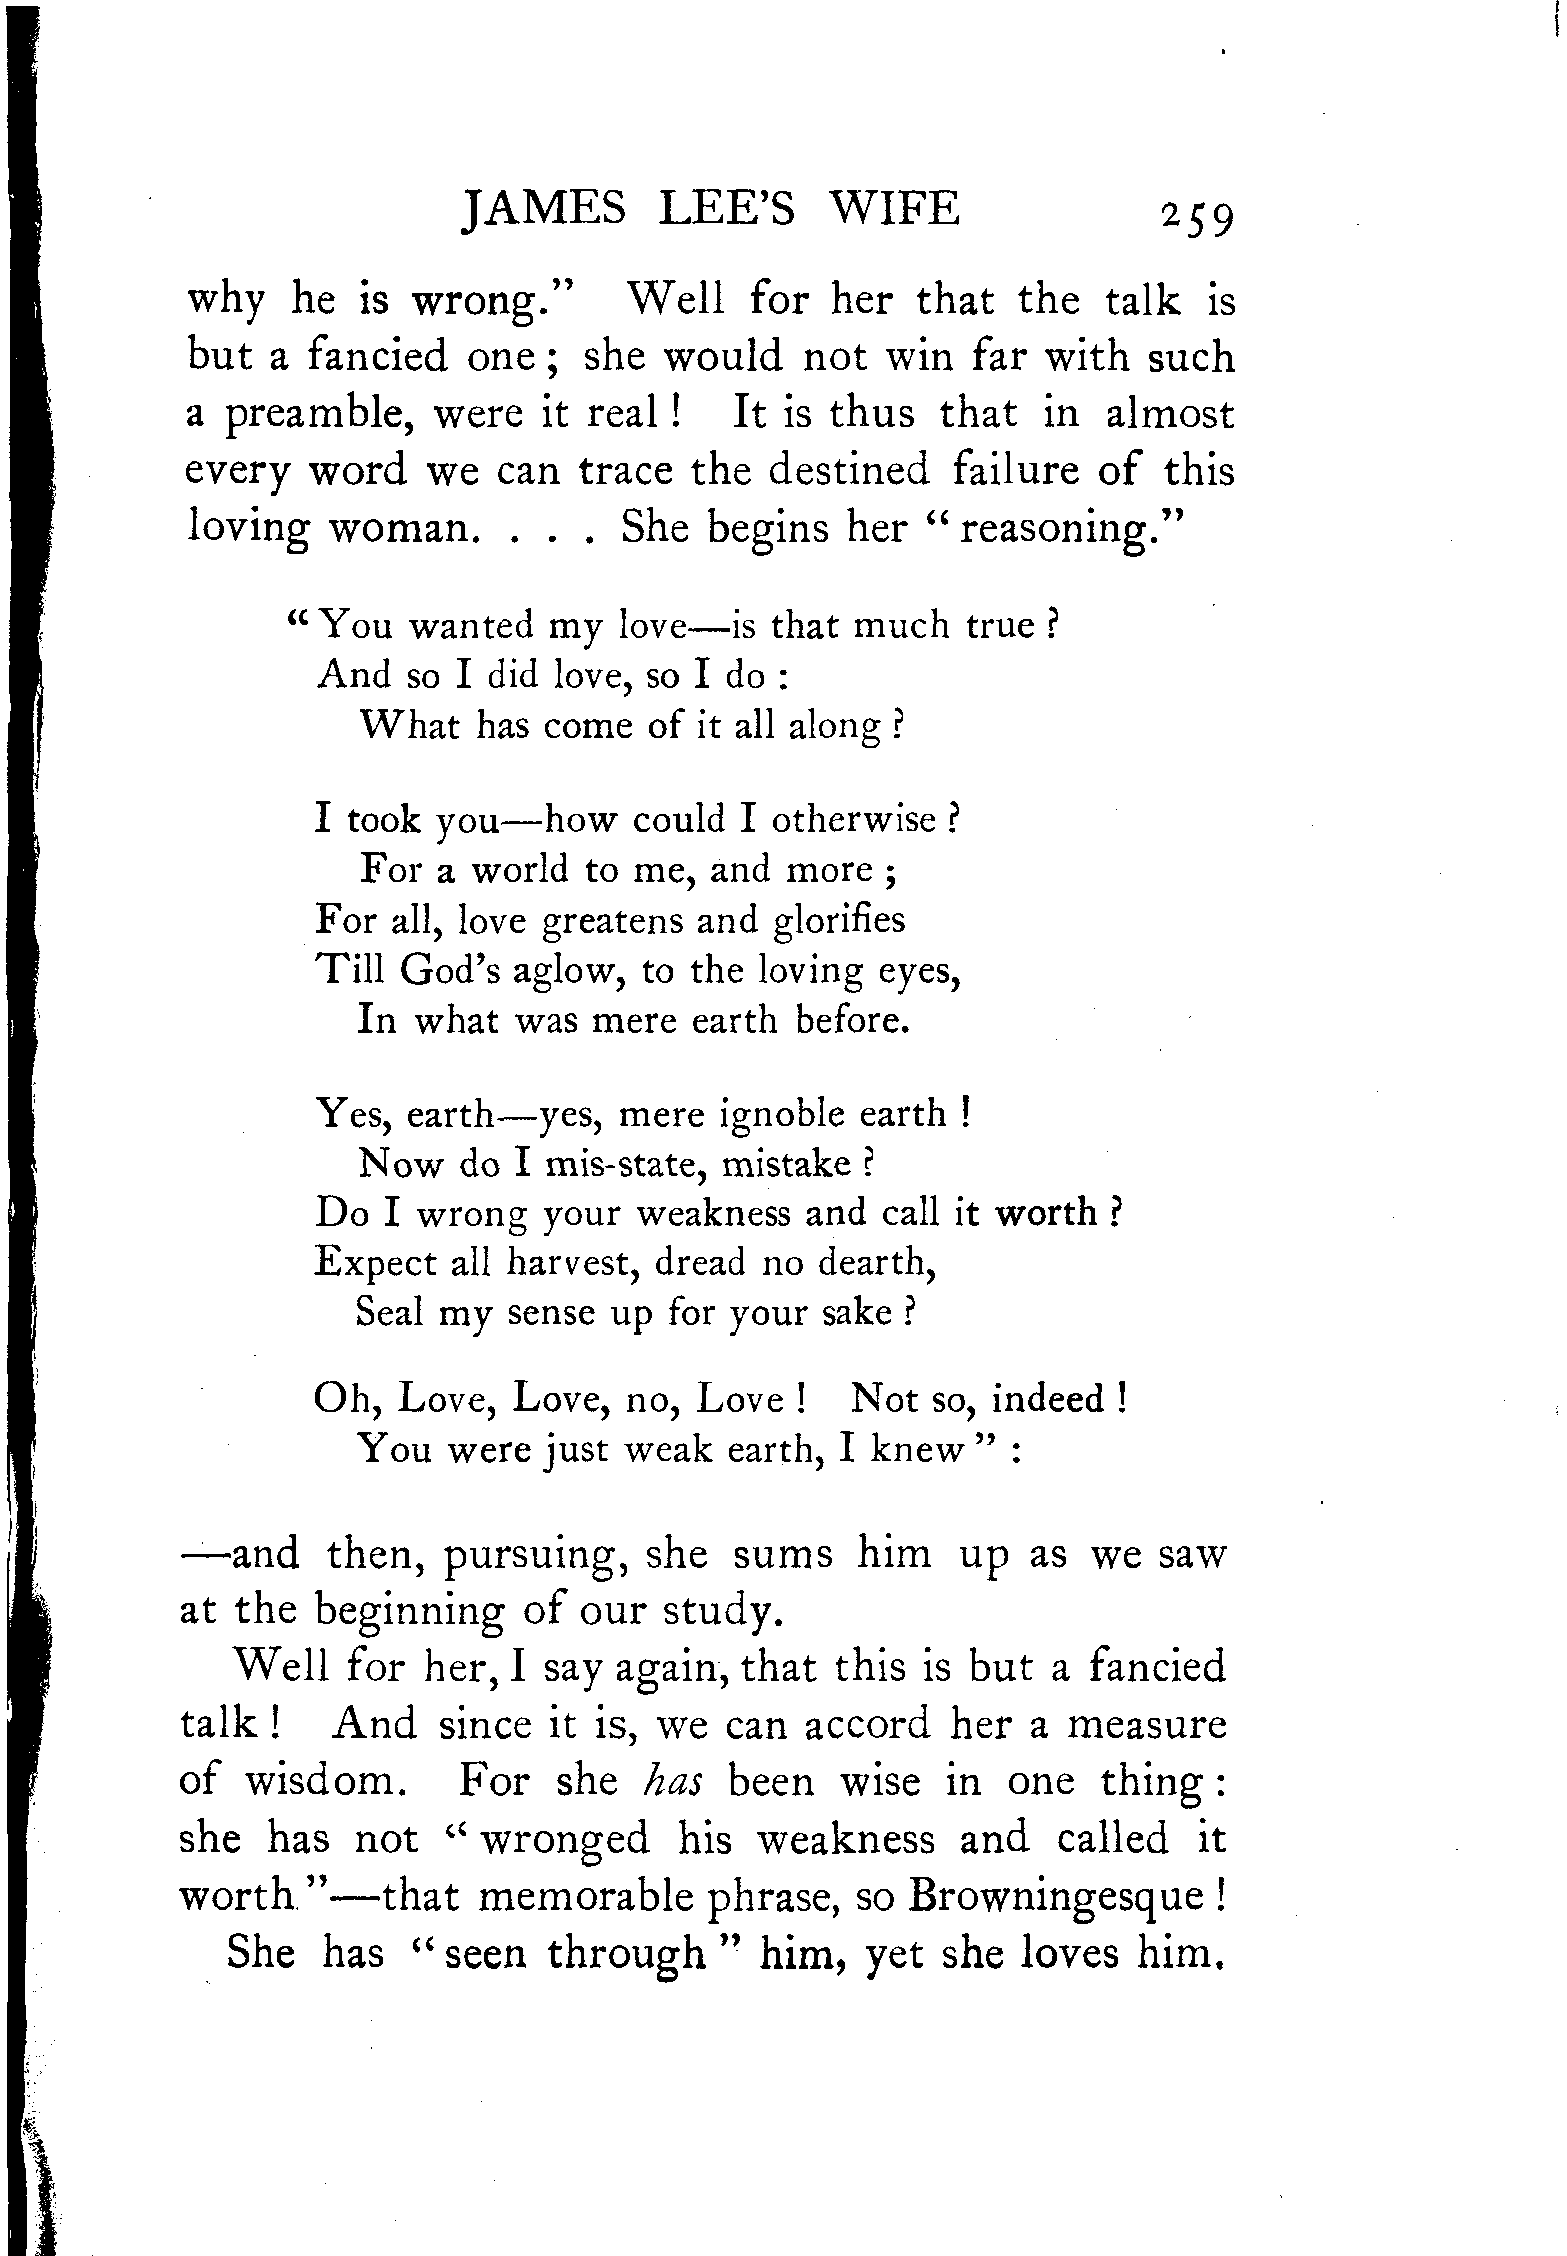 JAMES LEE'S WIFE 259
why he is wrong." Well for her that the talk is
but a fancied one; she would not win far with such
a preamble, were it real! It is thus that in almost
every word we can trace the destined failure of this
loving woman. . . . She begins her "reasoning."
"You wanted my love—is that much true?
And so I did love, so I do:
What has come of it all along?
I took you—how could I otherwise?
For a world to me, and more;
For all, love greatens and glorifies
Till God's aglow, to the loving eyes,
In what was mere earth before.
Yes, earth—yes, mere ignoble earth!
Now do I mis-state, mistake?
Do I wrong your weakness and call it worth?
Expect all harvest, dread no dearth,
Seal my sense up for your sake?
Oh, Love, Love, no, Love! Not so, indeed!
You were just weak earth, I knew":
—and then, pursuing, she sums him up as we saw
at the beginning of our study.
Well for her, I say again, that this is but a fancied
talk! And since it is, we can accord her a measure
of wisdom. For she has been wise in one thing:
she has not "wronged his weakness and called it
worth"—that memorable phrase, so Browningesque!
She has "seen through" him, yet she loves him.